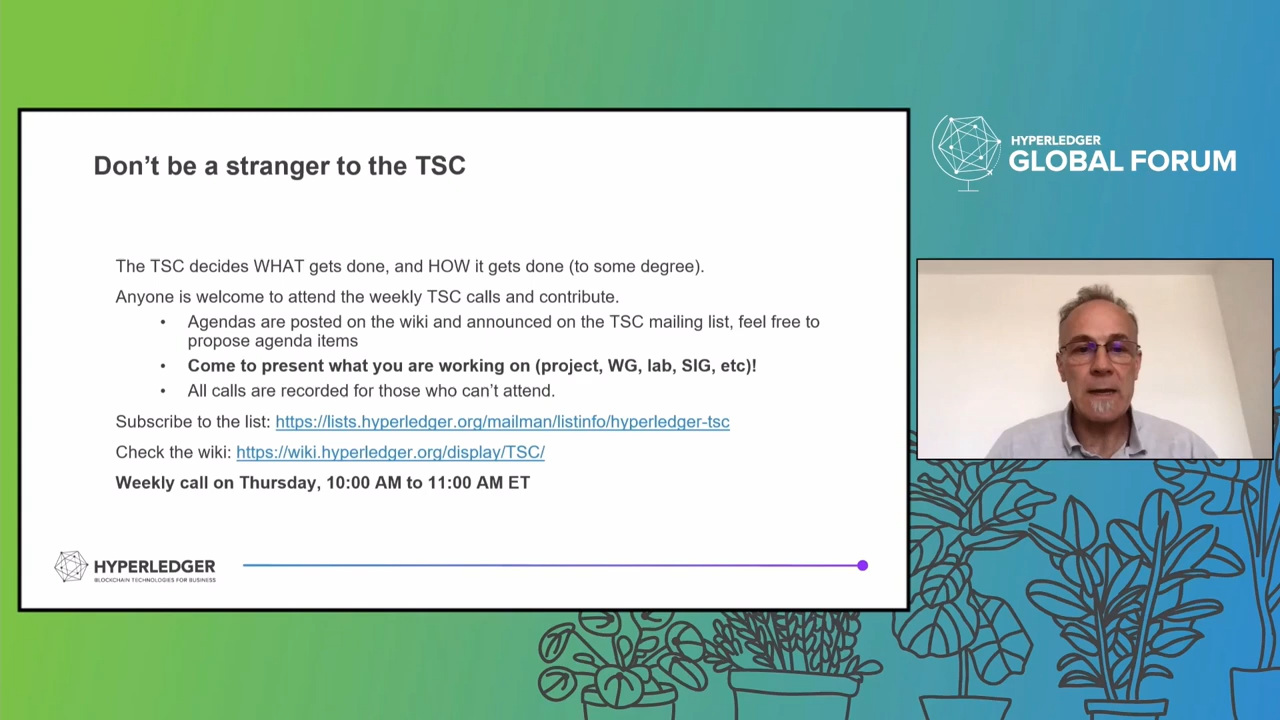 Don't be a stranger to the TSC
The TSC decides WHAT gets done, and HOW it gets done (to some degree).
Anyone is welcome to attend the weekly TSC calls and contribute.
• Agendas are posted on the wiki and announced on the TSC mailing list, feel free to
propose agenda items
• Come to present what you are working on (project, WG, lab, SIG, etc)!
• All calls are recorded for those who can't attend.
Subscribe to the list: https://lists.hyperledger.org/mailman/listinfo/hyperledger-tsc
Check the wiki: https://wiki.hyperledger.org/display/TSC/
Weekly call on Thursday, 10:00 AM to 11:00 AM ET
HYPERLEDGER
BLOCKCHAIN TECHNOLOGIES FOR BUSINESS
HYPERLEDGER
GLOBAL FORUM